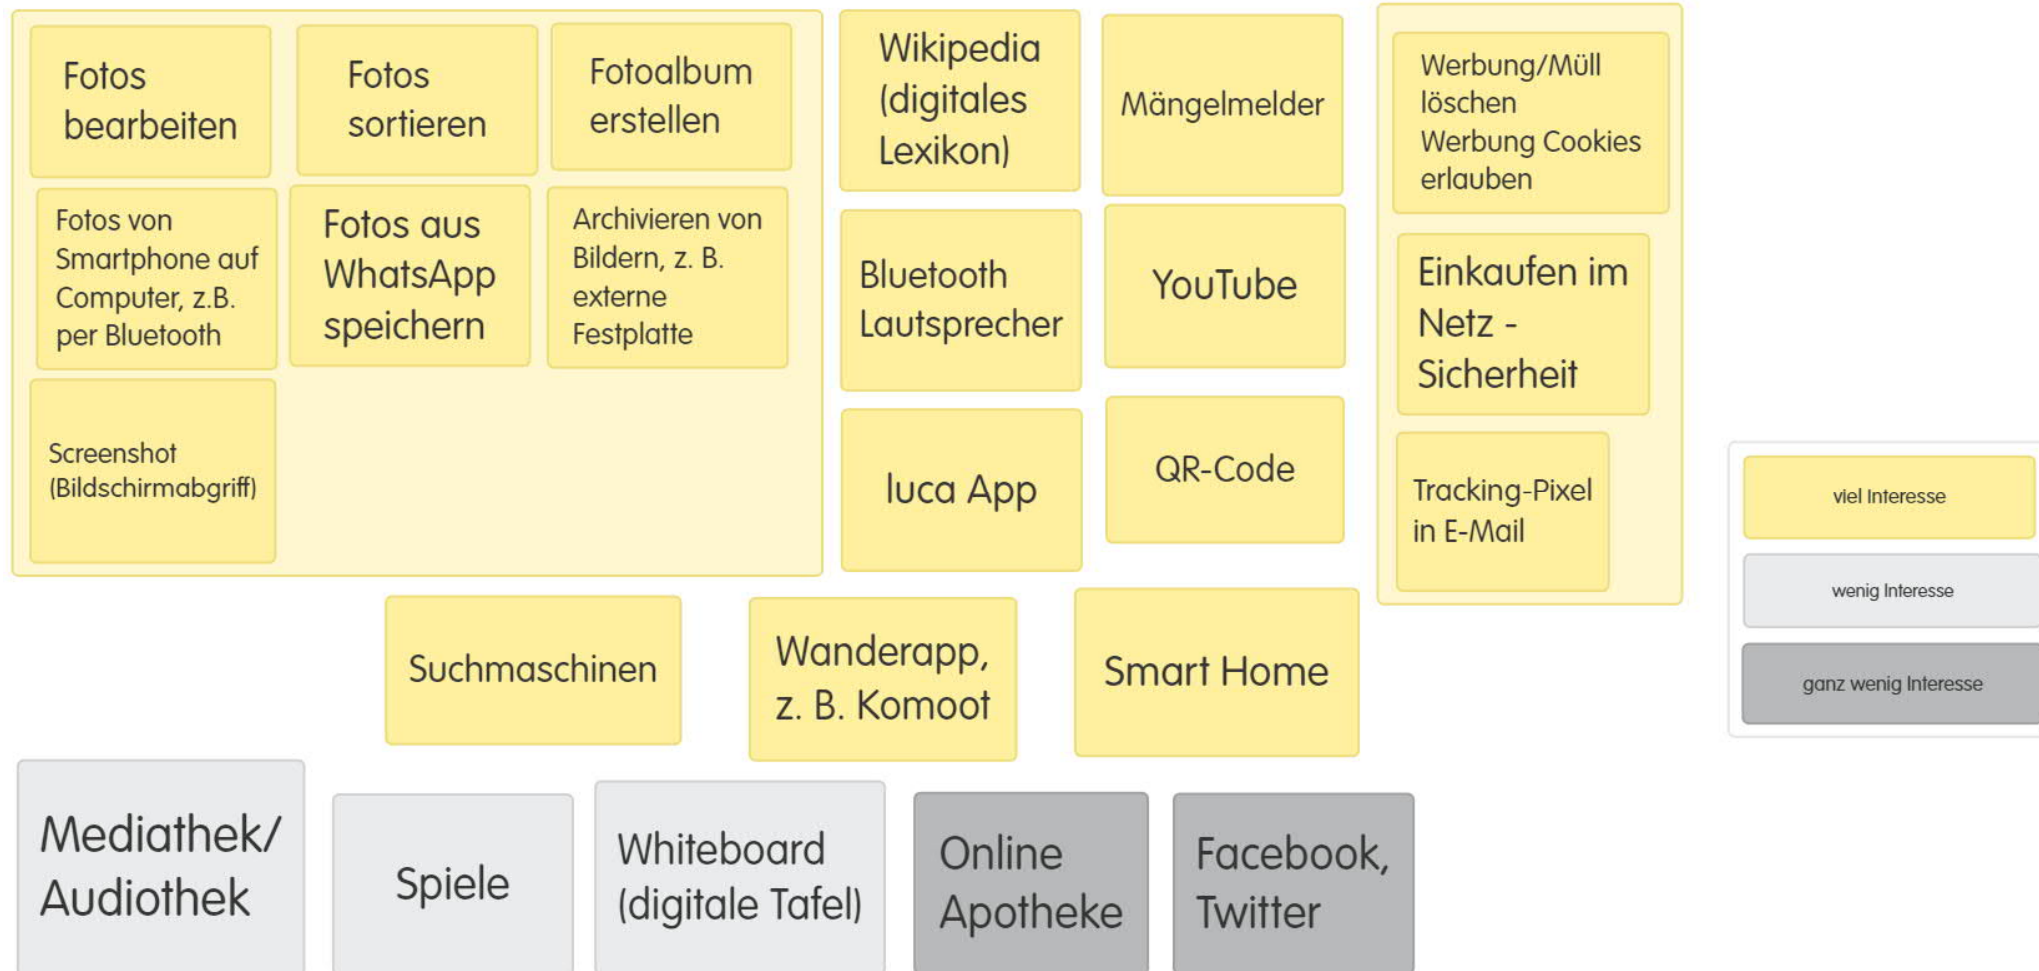 Fotos
bearbeiten
Fotos
sortieren
Fotoalbum
erstellen
Fotos von
Smartphone auf
Computer, z.B.
per Bluetooth
Fotos aus
WhatsApp
speichern
Archivieren von
Bildern, z. B.
externe
Festplatte
Screenshot
(Bildschirmabgriff)
Wikipedia
(digitales
Lexikon)
Mängelmelder
Bluetooth
Lautsprecher
YouTube
luca App
QR-Code
Werbung/Müll
löschen
Werbung Cookies
erlauben
Einkaufen im
Netz -
Sicherheit
Tracking-Pixel
in E-Mail
Suchmaschinen
Wanderapp,
z. B. Komoot
Smart Home
Mediathek/
Audiothek
Spiele
Whiteboard
(digitale Tafel)
Online
Apotheke
Facebook,
Twitter
viel Interesse
wenig Interesse
ganz wenig Interesse